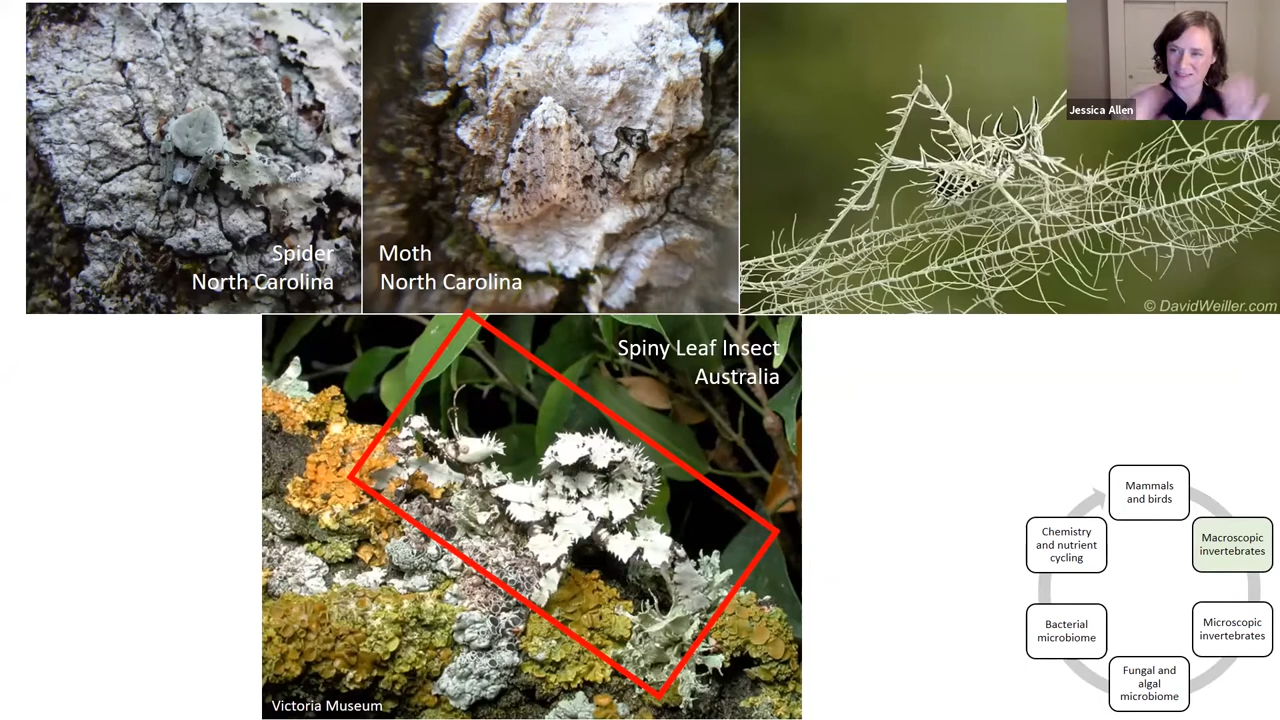 Jessica Allen
Spider
North Carolina
Moth
North Carolina
© DavidWeiller.com
Spiny Leaf Insect
Australia
Victoria Museum
Mammals
and birds
Macroscopic
invertebrates
Microscopic
invertebrates
Fungal and
algal
microbiome
Bacterial
microbiome
Chemistry
and nutrient
cycling